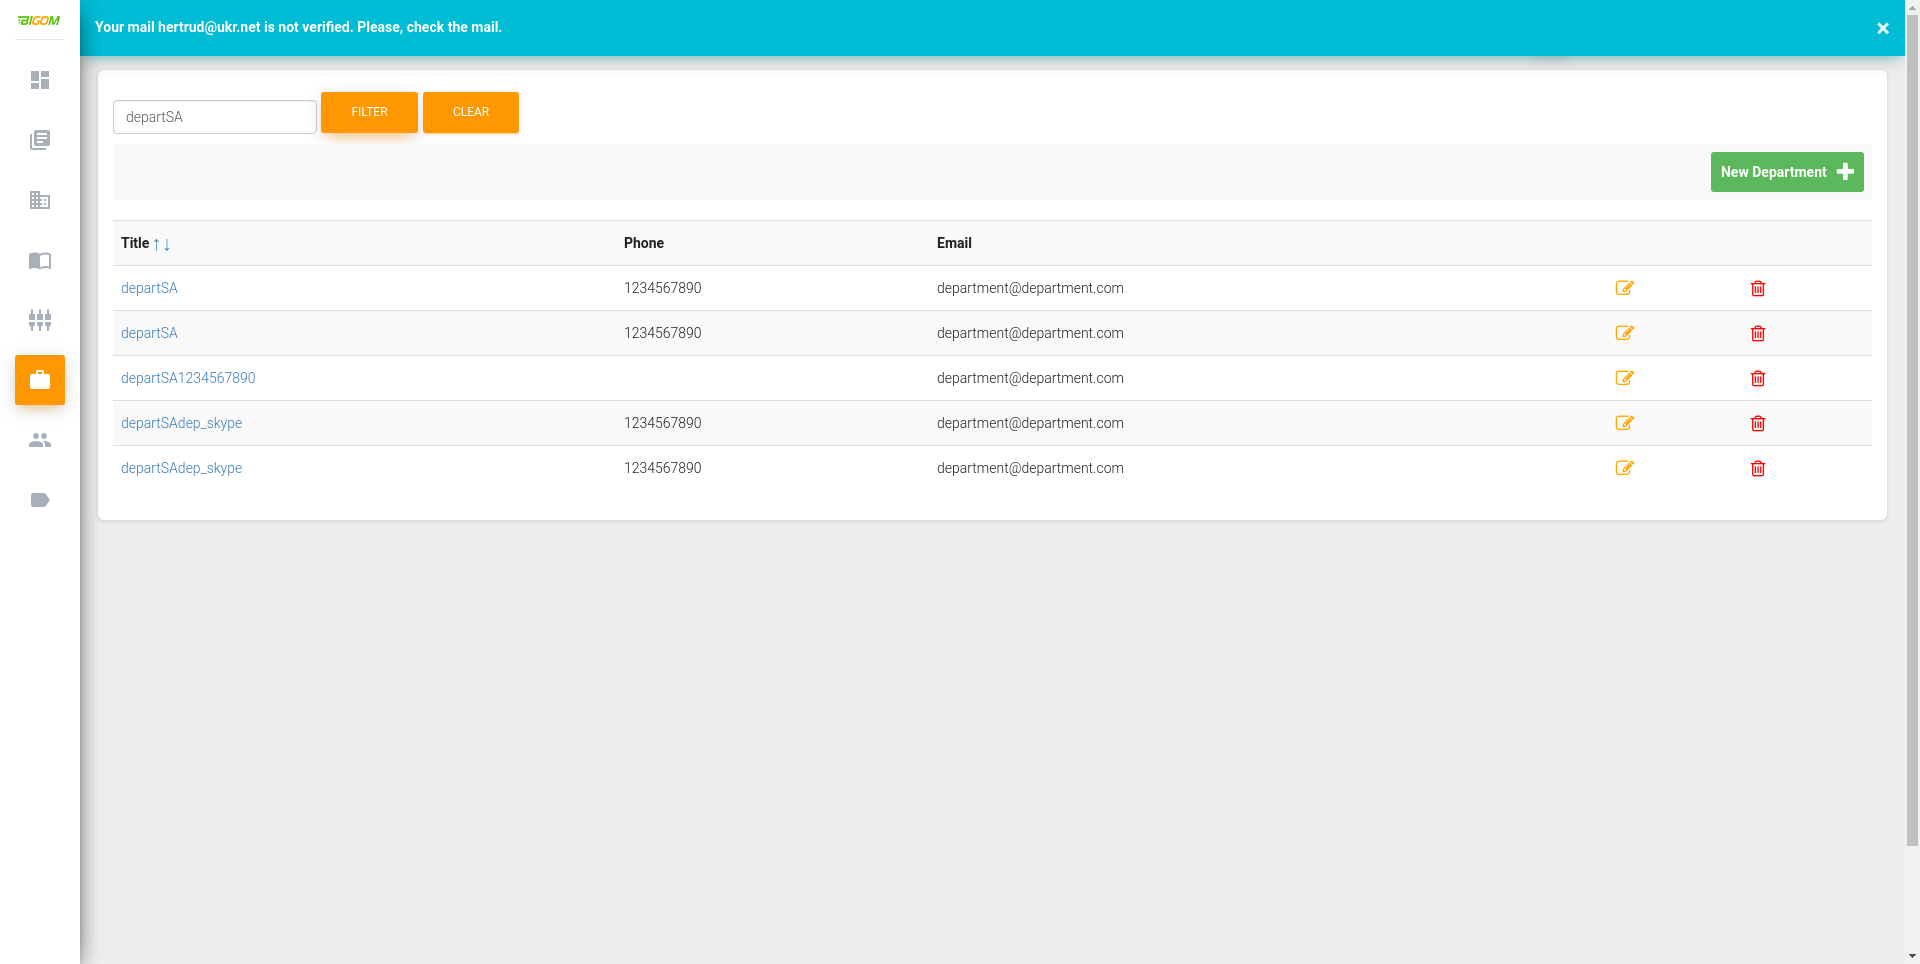 BIGOM
Your mail hertrud@ukr.net is not verified. Please, check the mail.
×
departSA
FILTER
CLEAR
New Department
Title ↑↓ Phone Email
departSA 1234567890 department@department.com
departSA 1234567890 department@department.com
departSA1234567890 department@department.com
departSAdep_skype 1234567890 department@department.com
departSAdep_skype 1234567890 department@department.com